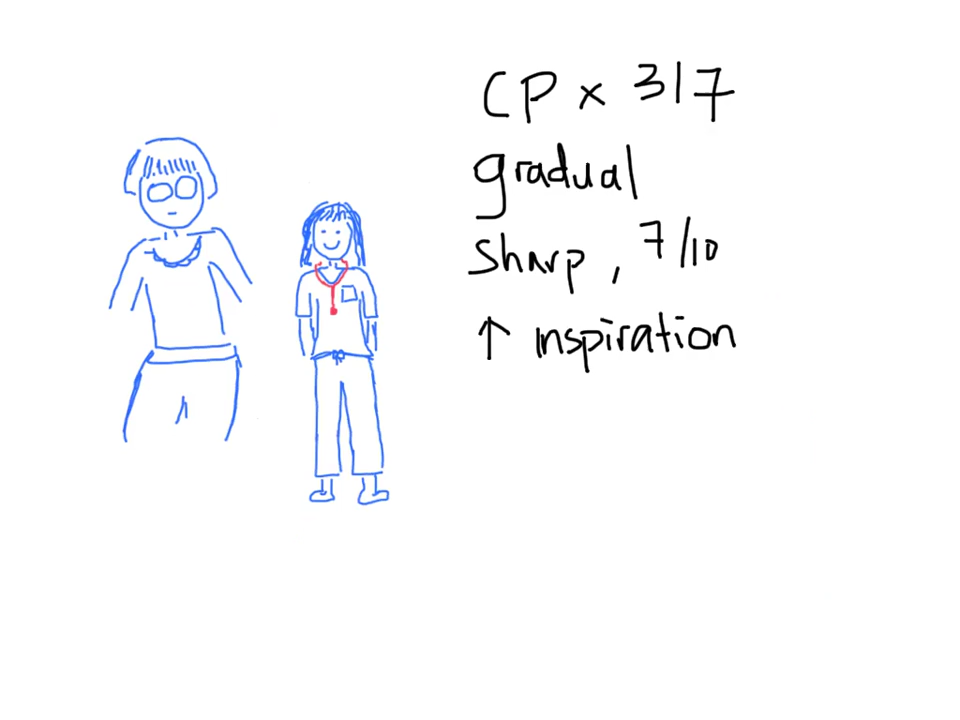 CP x 3/7
gradual
sharp, 7/10
↑ inspiration